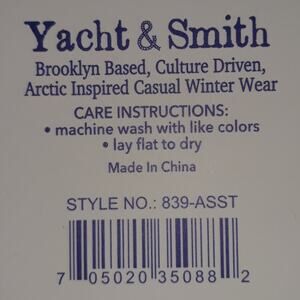 Yacht & Smith
Brooklyn Based, Culture Driven,
Arctic Inspired Casual Winter Wear
CARE INSTRUCTIONS:
• machine wash with like colors
• lay flat to dry
Made In China
STYLE NO.: 839-ASST
7 05020 35088 2